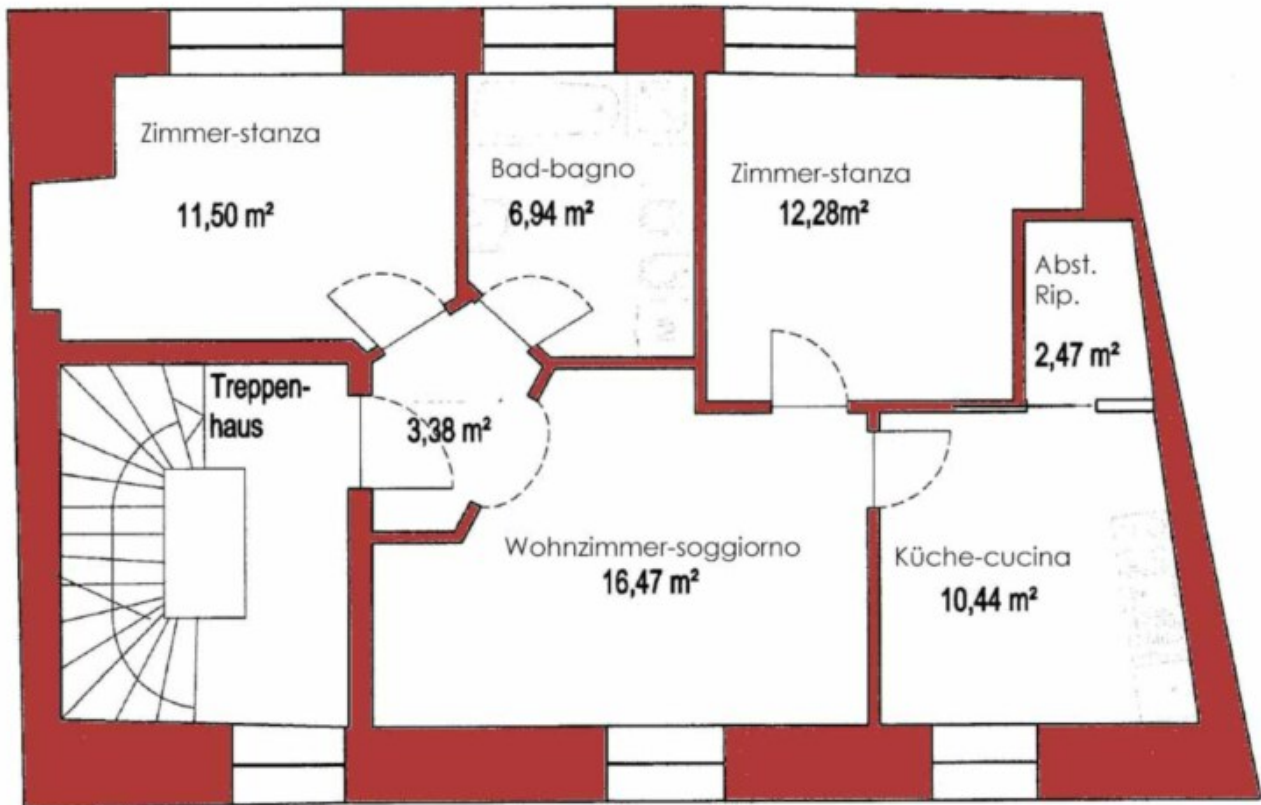 Zimmer-stanza
11,50 m²
Bad-bagno
6,94 m²
Zimmer-stanza
12,28m²
Abst.
Rip.
2,47 m²
Treppen-
haus
3,38 m²
Wohnzimmer-soggiorno
16,47 m²
Küche-cucina
10,44 m²